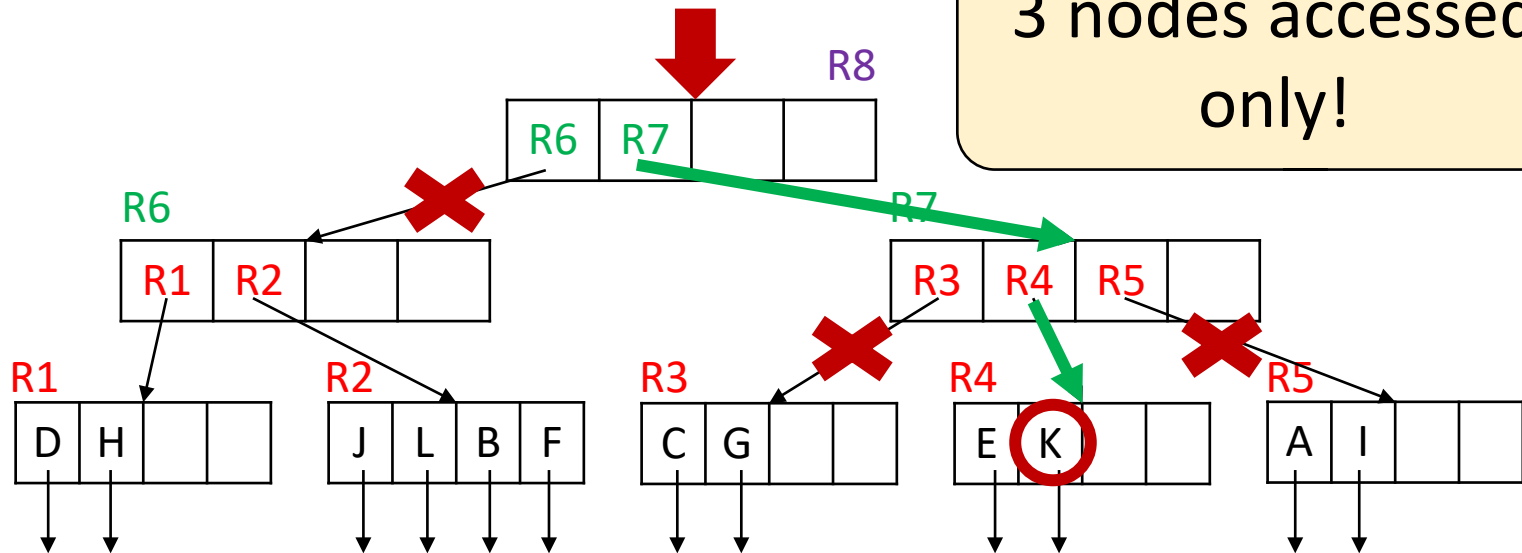 3 nodes accessed
only!
R8
R6 R7
R6
R7
R1 R2
R3 R4 R5
R1
R2
R3
R4
R5
D H
J L B F
C G
E K
A I